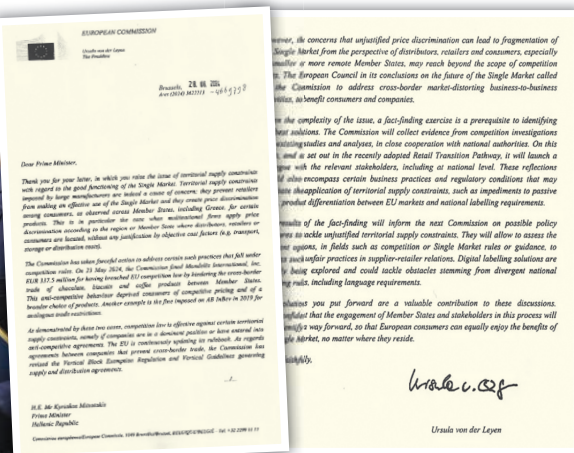 EUROPEAN COMMISSION
Ursula von der Leyen
The President
Brussels, 28. 06. 2024
Ares (2024)
Dear Prime Minister,
Thank you for your letter, in which you raise the issue of territorial supply constraints
with regard to the good functioning of the Single Market. Territorial supply constraints
imposed by large manufacturers are indeed a cause of concern; they prevent retailers
from making an effective use of the Single Market and they create price discrimination
among consumers, as observed across Member States, including Greece, for certain
products. This is in particular the case when multinational firms apply price
discrimination according to the region or Member State where distributors, retailers or
consumers are located, without any justification by objective cost factors (e.g. transport,
storage or distribution costs).
The Commission has taken forceful action to address certain such practices that fall under
competition rules. On 23 May 2024, the Commission fined Mondelēz International, Inc.
EUR 337.5 million for having breached EU competition law by hindering the cross-border
trade of chocolate, biscuits and coffee products between Member States.
This anti-competitive behaviour deprived consumers of competitive pricing and of a
broader choice of products. Another example is the fine imposed on AB InBev in 2019 for
analogous trade restrictions.
As demonstrated by these two cases, competition law is effective against certain territorial
supply constraints, namely if companies are in a dominant position or have entered into
anti-competitive agreements. The EU is continuously updating its rulebook. As regards
agreements between companies that prevent cross-border trade, the Commission has
revised the Vertical Block Exemption Regulation and Vertical Guidelines governing
supply and distribution agreements.
…/…
H.E. Mr Kyriakos Mitsotakis
Prime Minister
Hellenic Republic
Commission européenne/European Commission, 1049 Bruxelles/Brussel, BELGIQUE/BELGIË - Tel. +32 2299 11 11
the concerns that unjustified price discrimination can lead to fragmentation of
Single Market from the perspective of distributors, retailers and consumers, especially
or more remote Member States, may reach beyond the scope of competition
The European Council in its conclusions on the future of the Single Market called
the Commission to address cross-border market-distorting business-to-business
to benefit consumers and companies.
the complexity of the issue, a fact-finding exercise is a prerequisite to identifying
solutions. The Commission will collect evidence from competition investigations
studies and analyses, in close cooperation with national authorities. On this
and as set out in the recently adopted Retail Transition Pathway, it will launch a
with the relevant stakeholders, including at national level. These reflections
encompass certain business practices and regulatory conditions that may
the application of territorial supply constraints, such as impediments to passive
product differentiation between EU markets and national labelling requirements.
of the fact-finding will inform the next Commission on possible policy
to tackle unjustified territorial supply constraints. They will allow to assess the
options, in fields such as competition or Single Market rules or guidance, to
unfair practices in supplier-retailer relations. Digital labelling solutions are
being explored and could tackle obstacles stemming from divergent national
rules, including language requirements.
you put forward are a valuable contribution to these discussions.
that the engagement of Member States and stakeholders in this process will
way forward, so that European consumers can equally enjoy the benefits of
Market, no matter where they are located.
Ursula von der Leyen